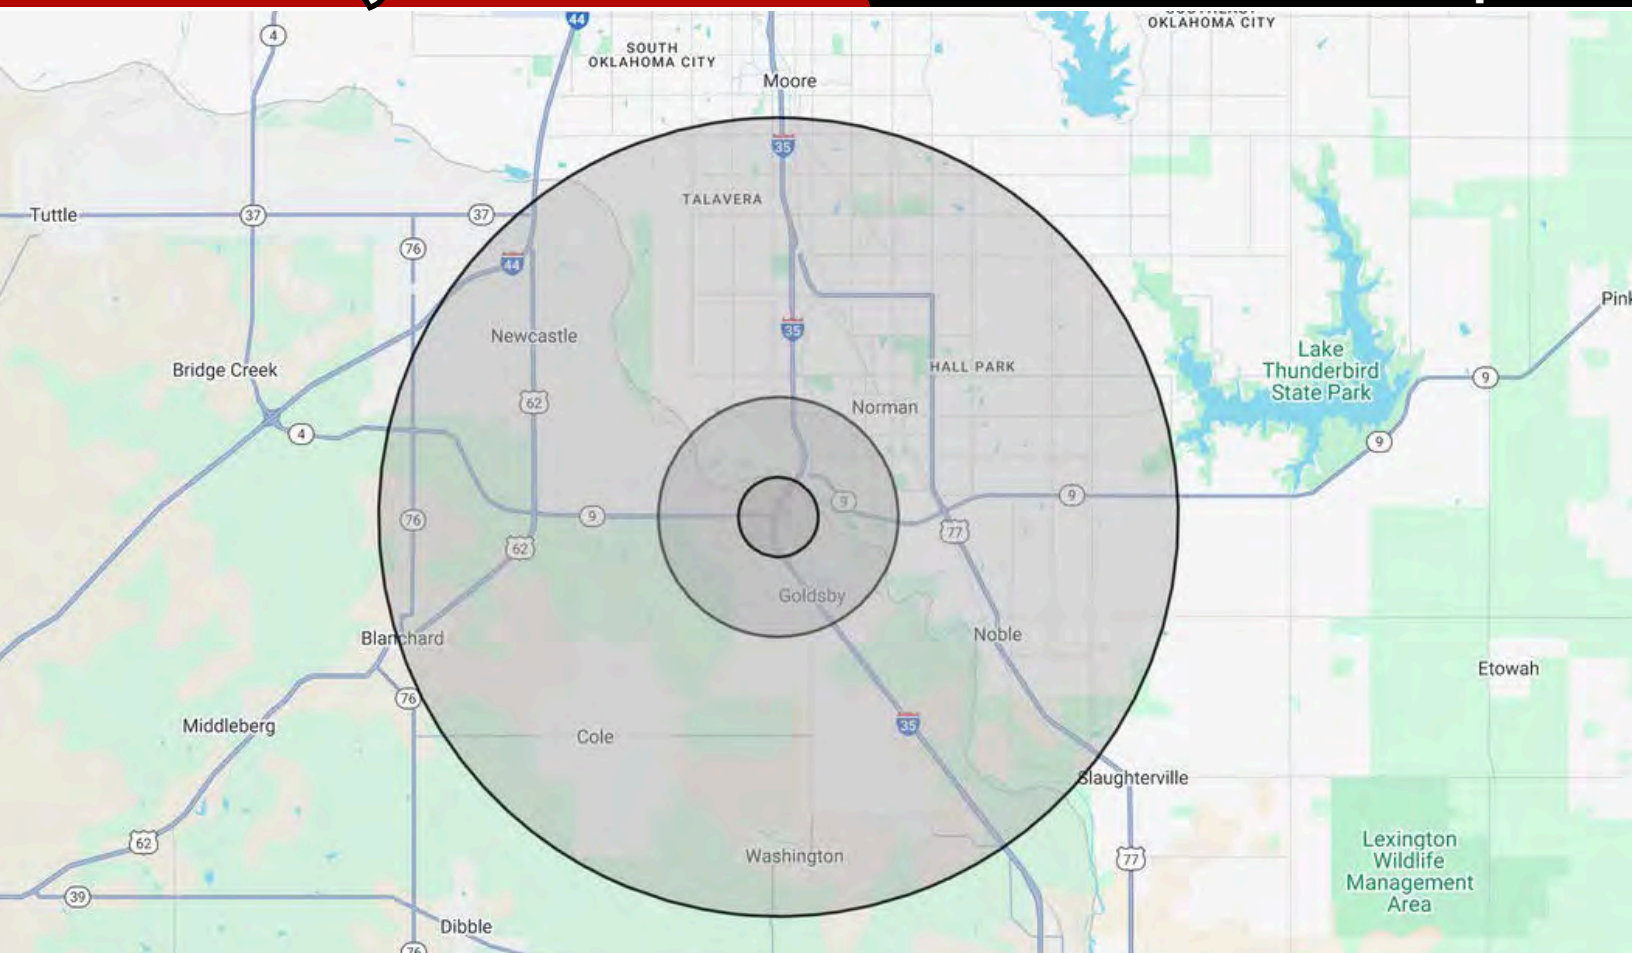 OKLAHOMA CITY
4
44
SOUTH
OKLAHOMA CITY
Moore
35
TALAVERA
Tuttle
37
37
76
44
Pink
35
Newcastle
Lake
Thunderbird
State Park
Bridge Creek
HALL PARK
9
62
Norman
4
9
9
9
9
76
62
77
Goldsby
Blanchard
Noble
Etowah
76
Middleberg
35
Cole
Slaughterville
62
Washington
77
Lexington
Wildlife
Management
Area
39
Dibble
76